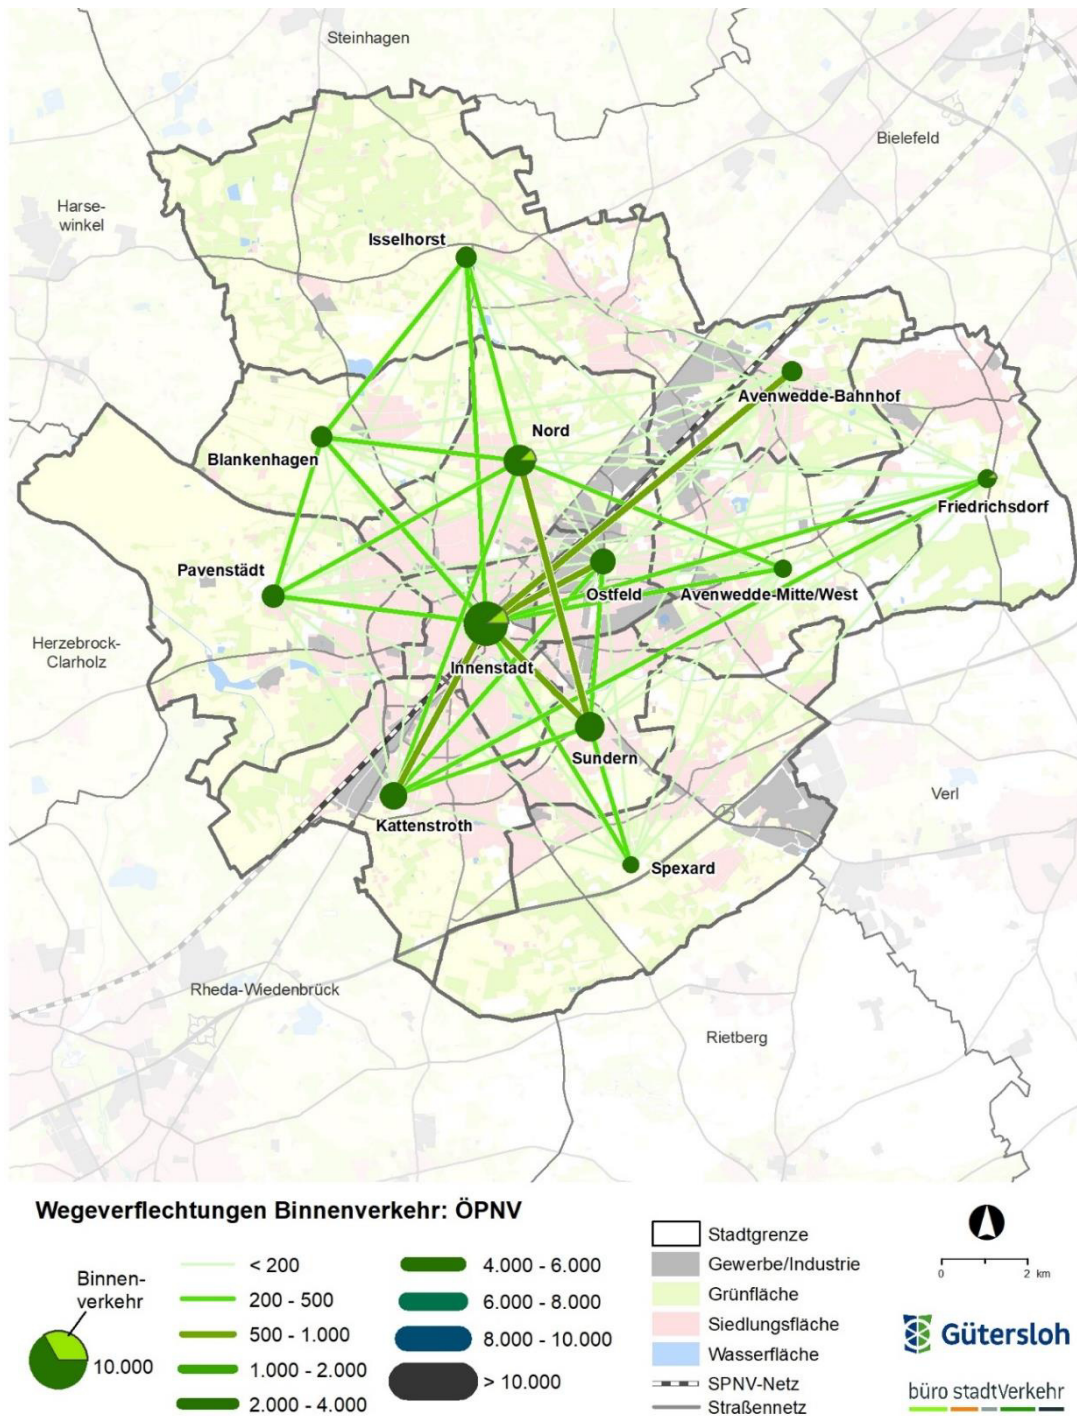 Steinhagen
Bielefeld
Harse-
winkel
Isselhorst
Avenwedde-Bahnhof
Nord
Blankenhagen
Friedrichsdorf
Pavenstädt
Ostfeld
Avenwedde-Mitte/West
Herzebrock-
Clarholz
Innenstadt
Sundern
Verl
Kattenstroth
Spexard
Rheda-Wiedenbrück
Rietberg
Wegeverflechtungen Binnenverkehr: ÖPNV
Binnen-
verkehr
10.000
< 200
200 - 500
500 - 1.000
1.000 - 2.000
2.000 - 4.000
4.000 - 6.000
6.000 - 8.000
8.000 - 10.000
> 10.000
Stadtgrenze
Gewerbe/Industrie
Grünfläche
Siedlungsfläche
Wasserfläche
SPNV-Netz
Straßennetz
0 2 km
Gütersloh
büro stadtVerkehr